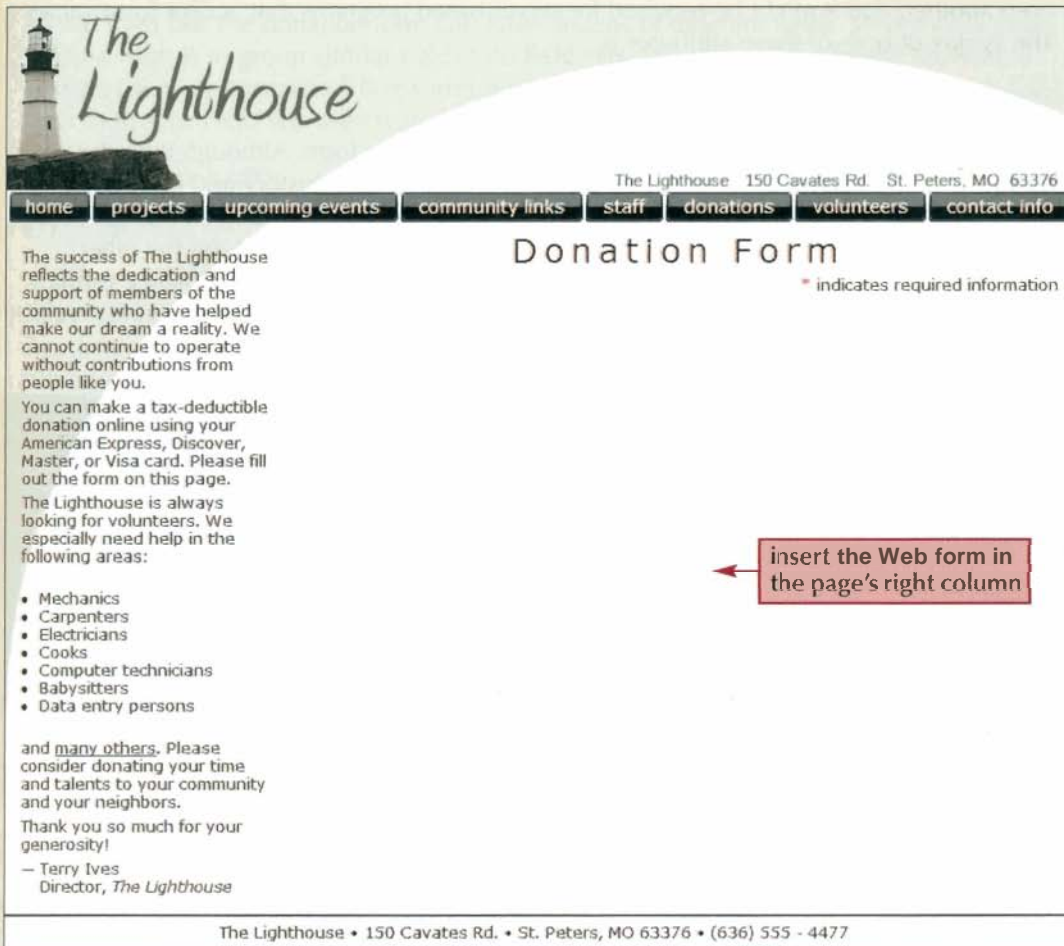 The
Lighthouse
The Lighthouse 150 Cavates Rd. St. Peters, MO 63376
home projects upcoming events community links staff donations volunteers contact info
Donation Form
* indicates required information
The success of The Lighthouse
reflects the dedication and
support of members of the
community who have helped
make our dream a reality. We
cannot continue to operate
without contributions from
people like you.
You can make a tax-deductible
donation online using your
American Express, Discover,
Master, or Visa card. Please fill
out the form on this page.
The Lighthouse is always
looking for volunteers. We
especially need help in the
following areas:
• Mechanics
• Carpenters
• Electricians
• Cooks
• Computer technicians
• Babysitters
• Data entry persons
and many others. Please
consider donating your time
and talents to your community
and your neighbors.
Thank you so much for your
generosity!
— Terry Ives
Director, The Lighthouse
insert the Web form in
the page's right column
The Lighthouse • 150 Cavates Rd. • St. Peters, MO 63376 • (636) 555 - 4477